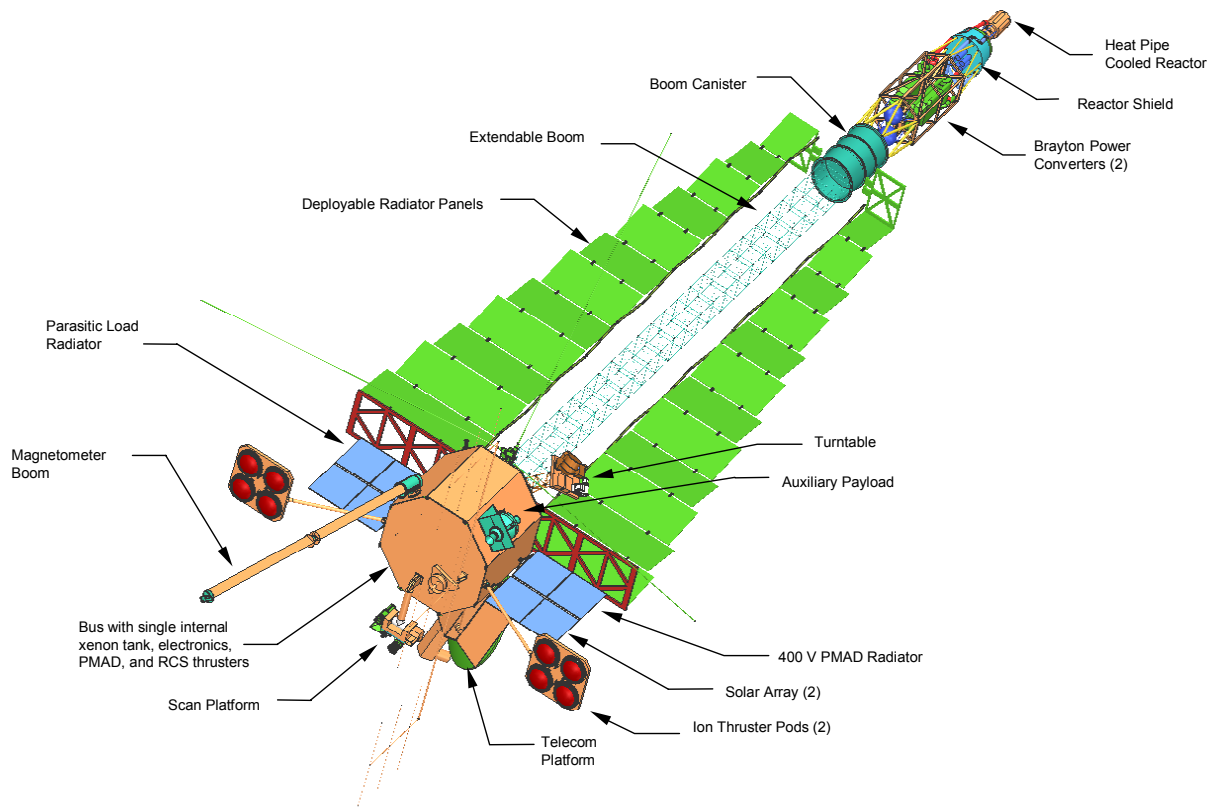 Heat Pipe
Cooled Reactor
Boom Canister
Reactor Shield
Extendable Boom
Brayton Power
Converters (2)
Deployable Radiator Panels
Parasitic Load
Radiator
Turntable
Magnetometer
Boom
Auxiliary Payload
Bus with single internal
xenon tank, electronics,
PMAD, and RCS thrusters
400 V PMAD Radiator
Scan Platform
Solar Array (2)
Ion Thruster Pods (2)
Telecom
Platform